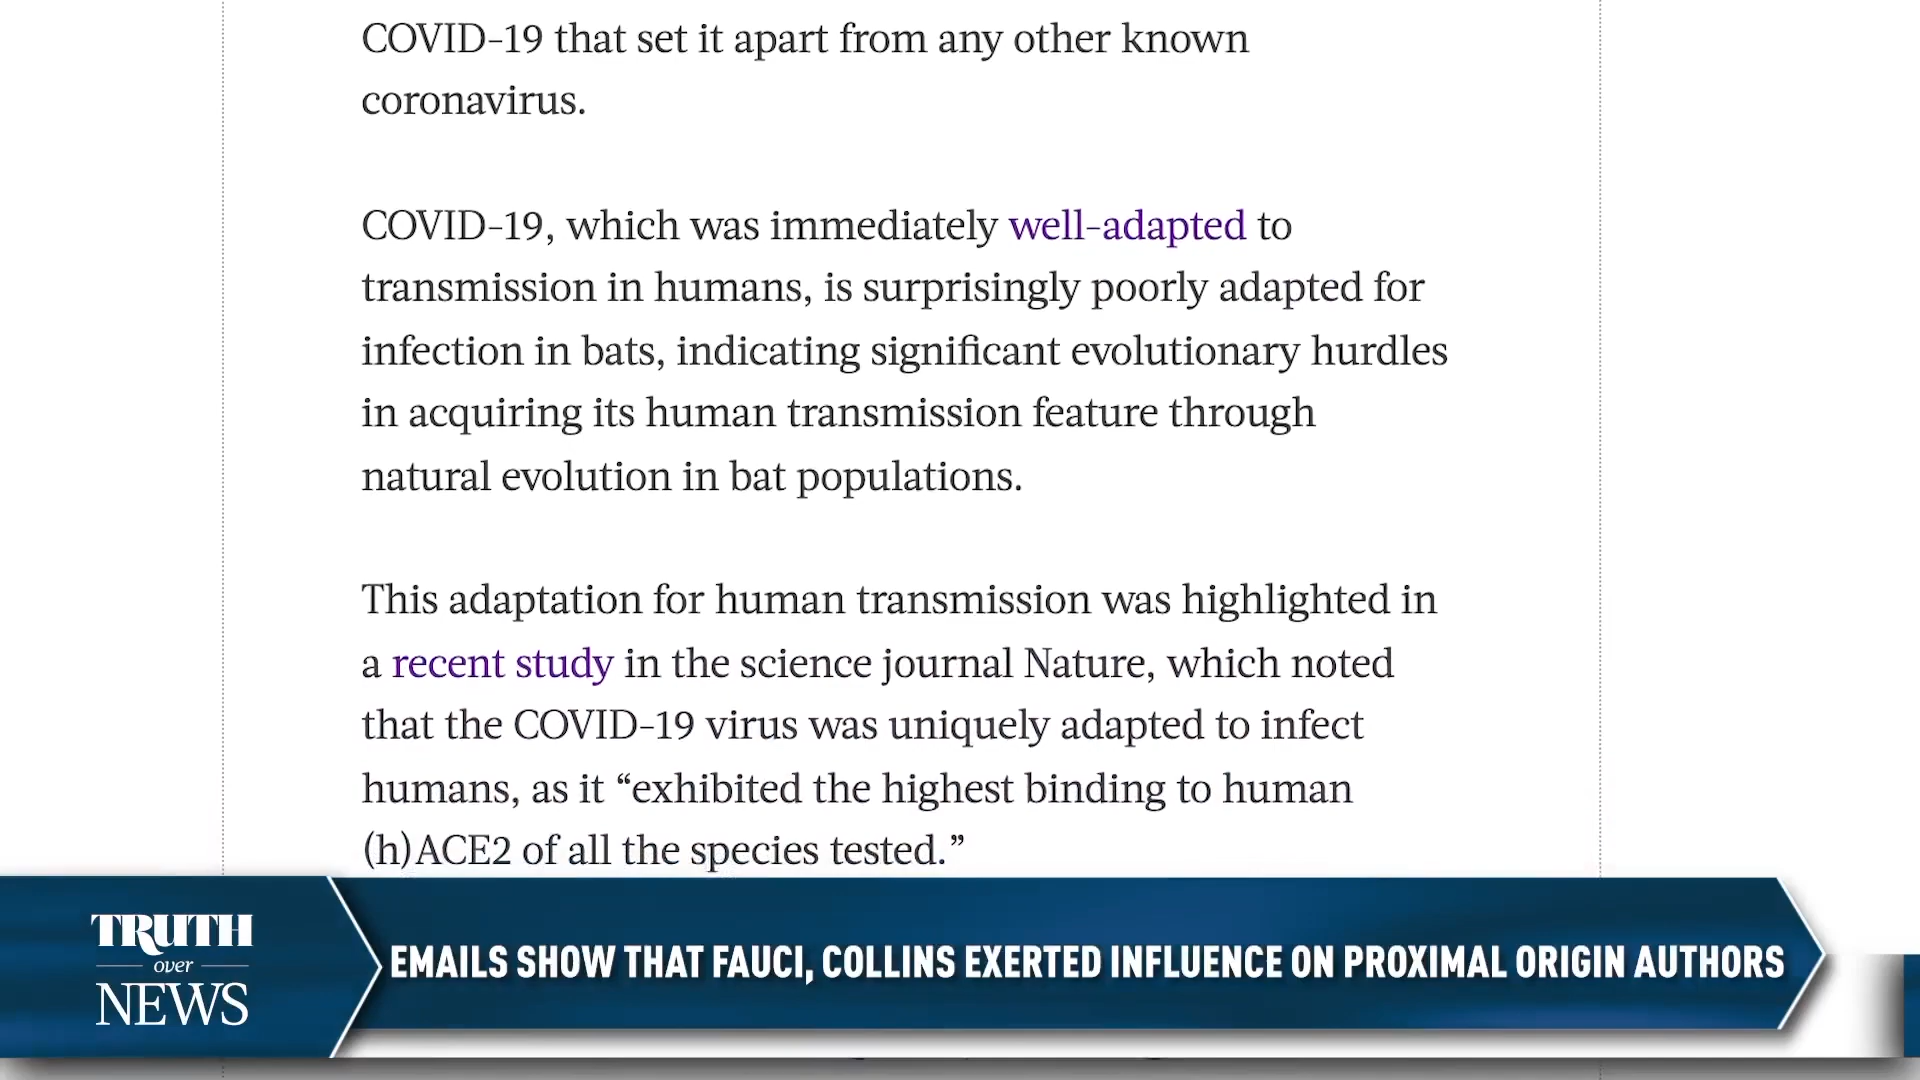 COVID-19 that set it apart from any other known
coronavirus.
COVID-19, which was immediately well-adapted to
transmission in humans, is surprisingly poorly adapted for
infection in bats, indicating significant evolutionary hurdles
in acquiring its human transmission feature through
natural evolution in bat populations.
This adaptation for human transmission was highlighted in
a recent study in the science journal Nature, which noted
that the COVID-19 virus was uniquely adapted to infect
humans, as it “exhibited the highest binding to human
(h)ACE2 of all the species tested.”
TRUTH
over
NEWS
EMAILS SHOW THAT FAUCI, COLLINS EXERTED INFLUENCE ON PROXIMAL ORIGIN AUTHORS